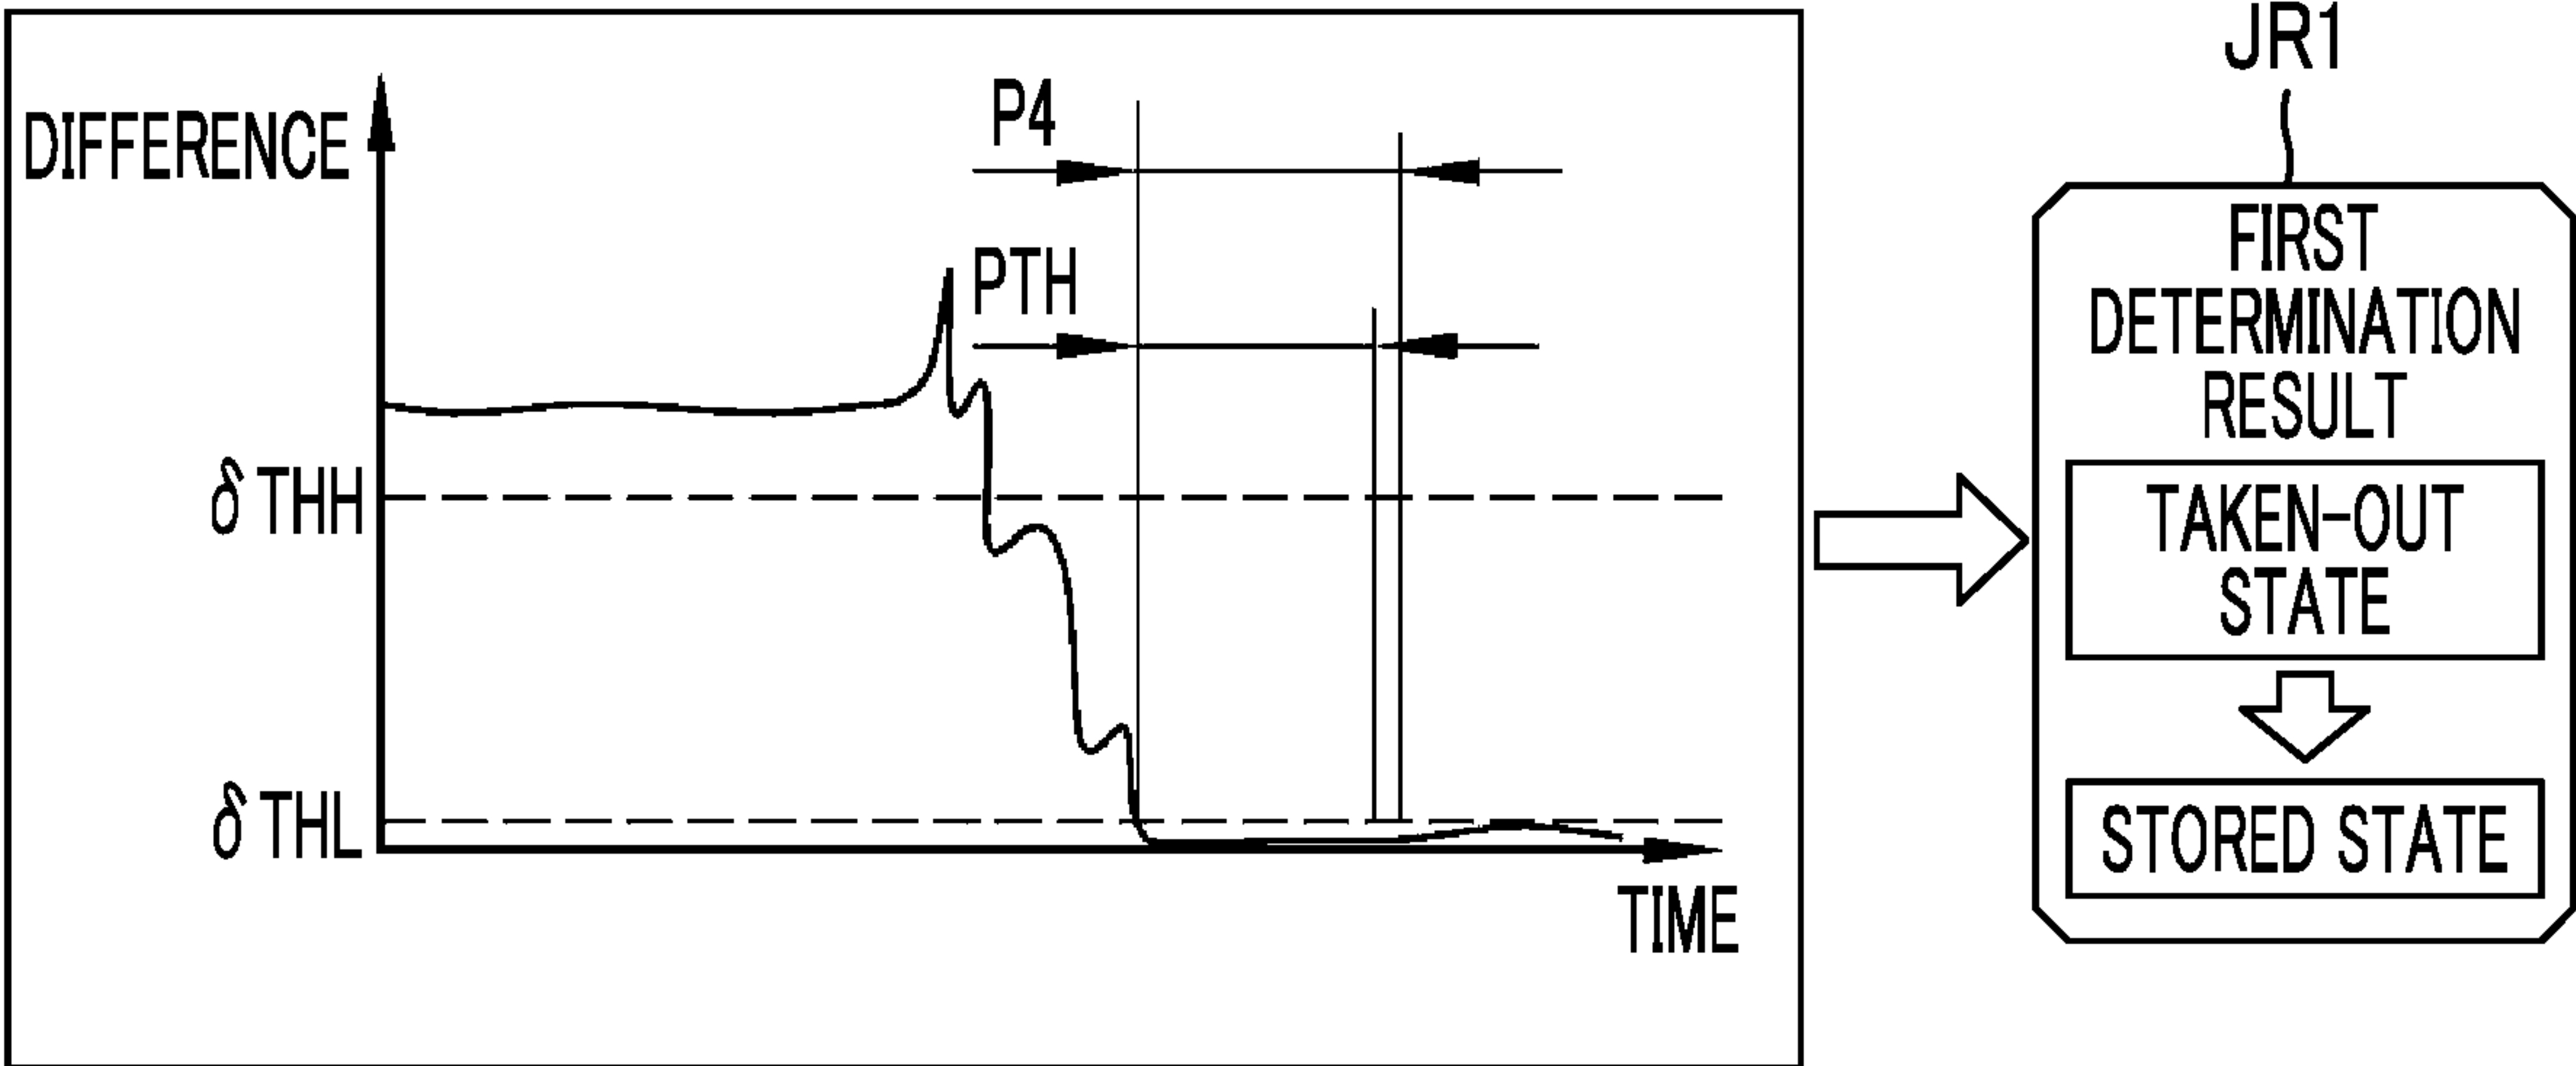 DIFFERENCE
P4
PTH
δ THH
δ THL
TIME
JR1
FIRST
DETERMINATION
RESULT
TAKEN-OUT
STATE
STORED STATE